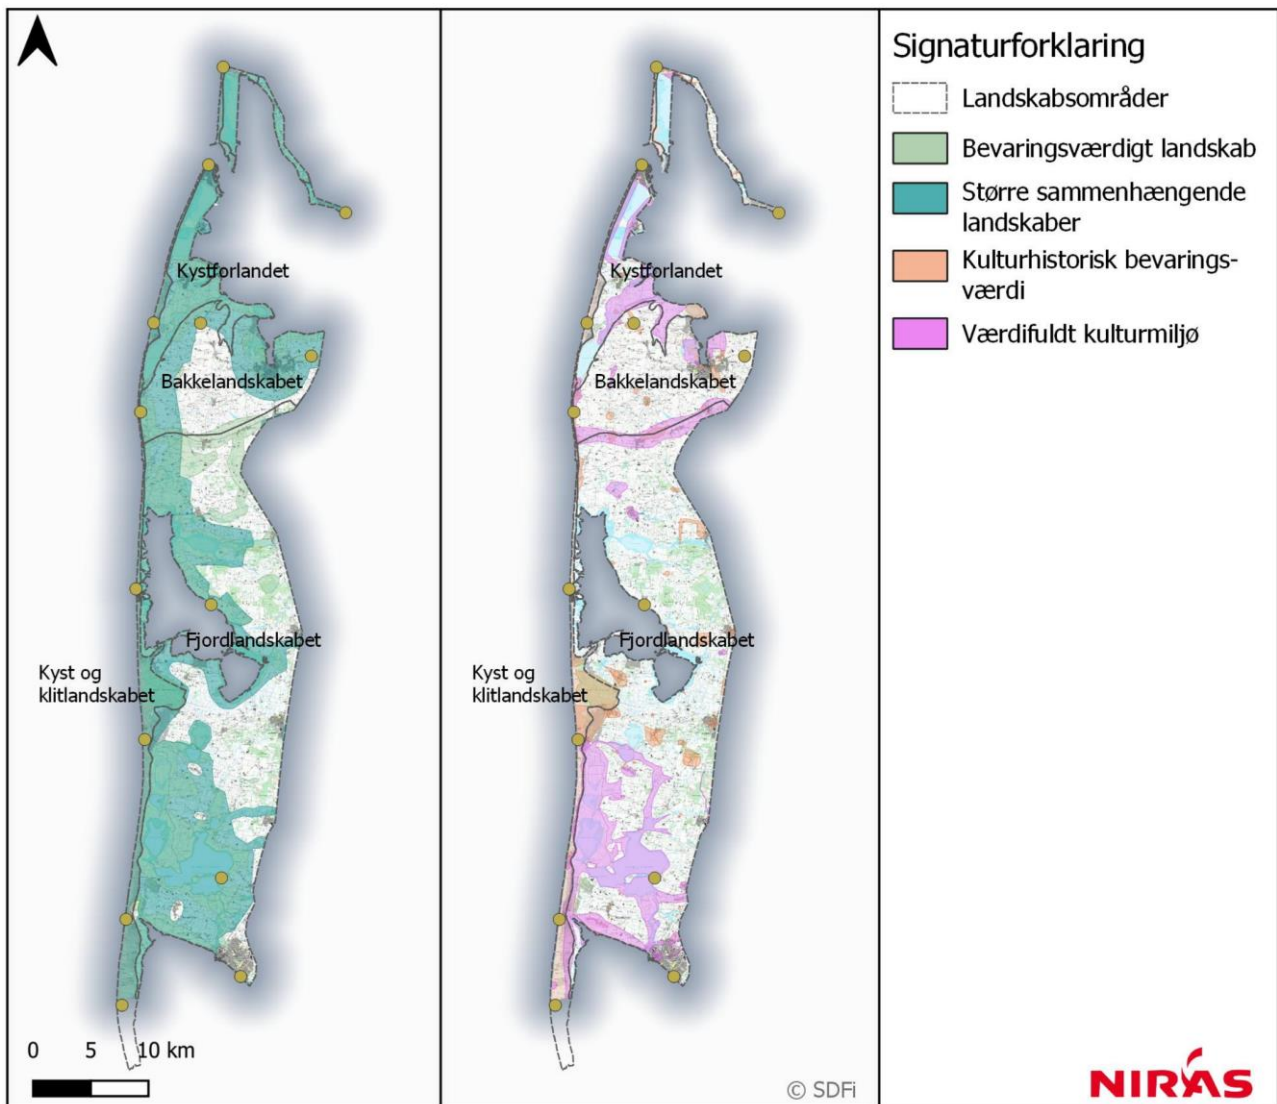 Kystforlandet
Bakkelandskabet
Fjordlandskabet
Kyst og
klitlandskabet
0 5 10 km
Kystforlandet
Bakkelandskabet
Fjordlandskabet
Kyst og
klitlandskabet
© SDFi
Signaturforklaring
Landskabsområder
Bevaringsværdigt landskab
Større sammenhængende
landskaber
Kulturhistorisk bevarings-
værdi
Værdifuldt kulturmiljø
NIRAS